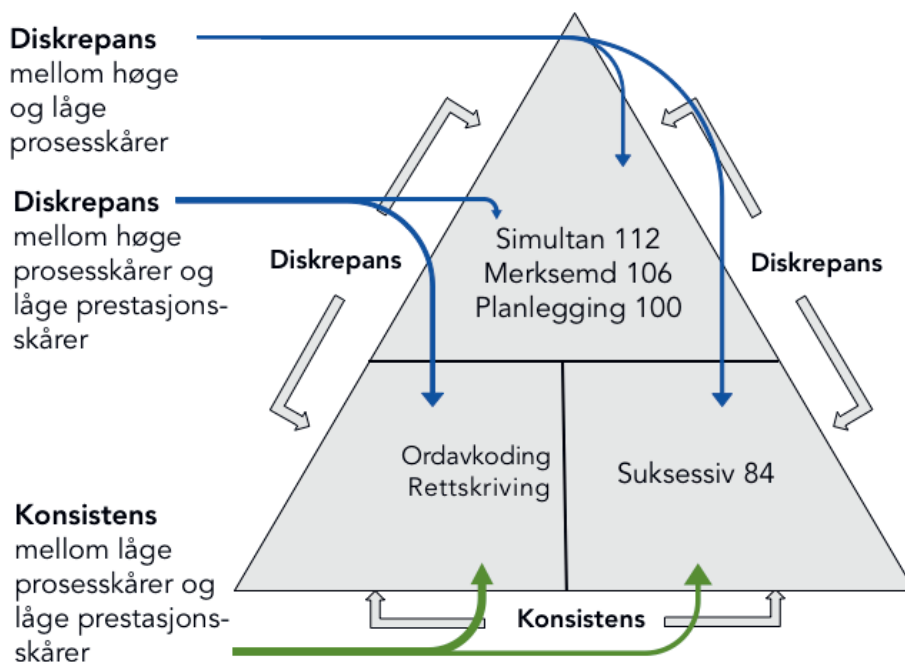 Diskrepans
mellom høge
og låge
prosesskårer
Diskrepans
mellom høge
prosesskårer og
låge prestasjons-
skårer
Konsistens
mellom låge
prosesskårer og
låge prestasjons-
skårer
Diskrepans
Simultan 112
Merksemd 106
Planlegging 100
Diskrepans
Ordavkoding
Rettskriving
Suksessiv 84
Konsistens